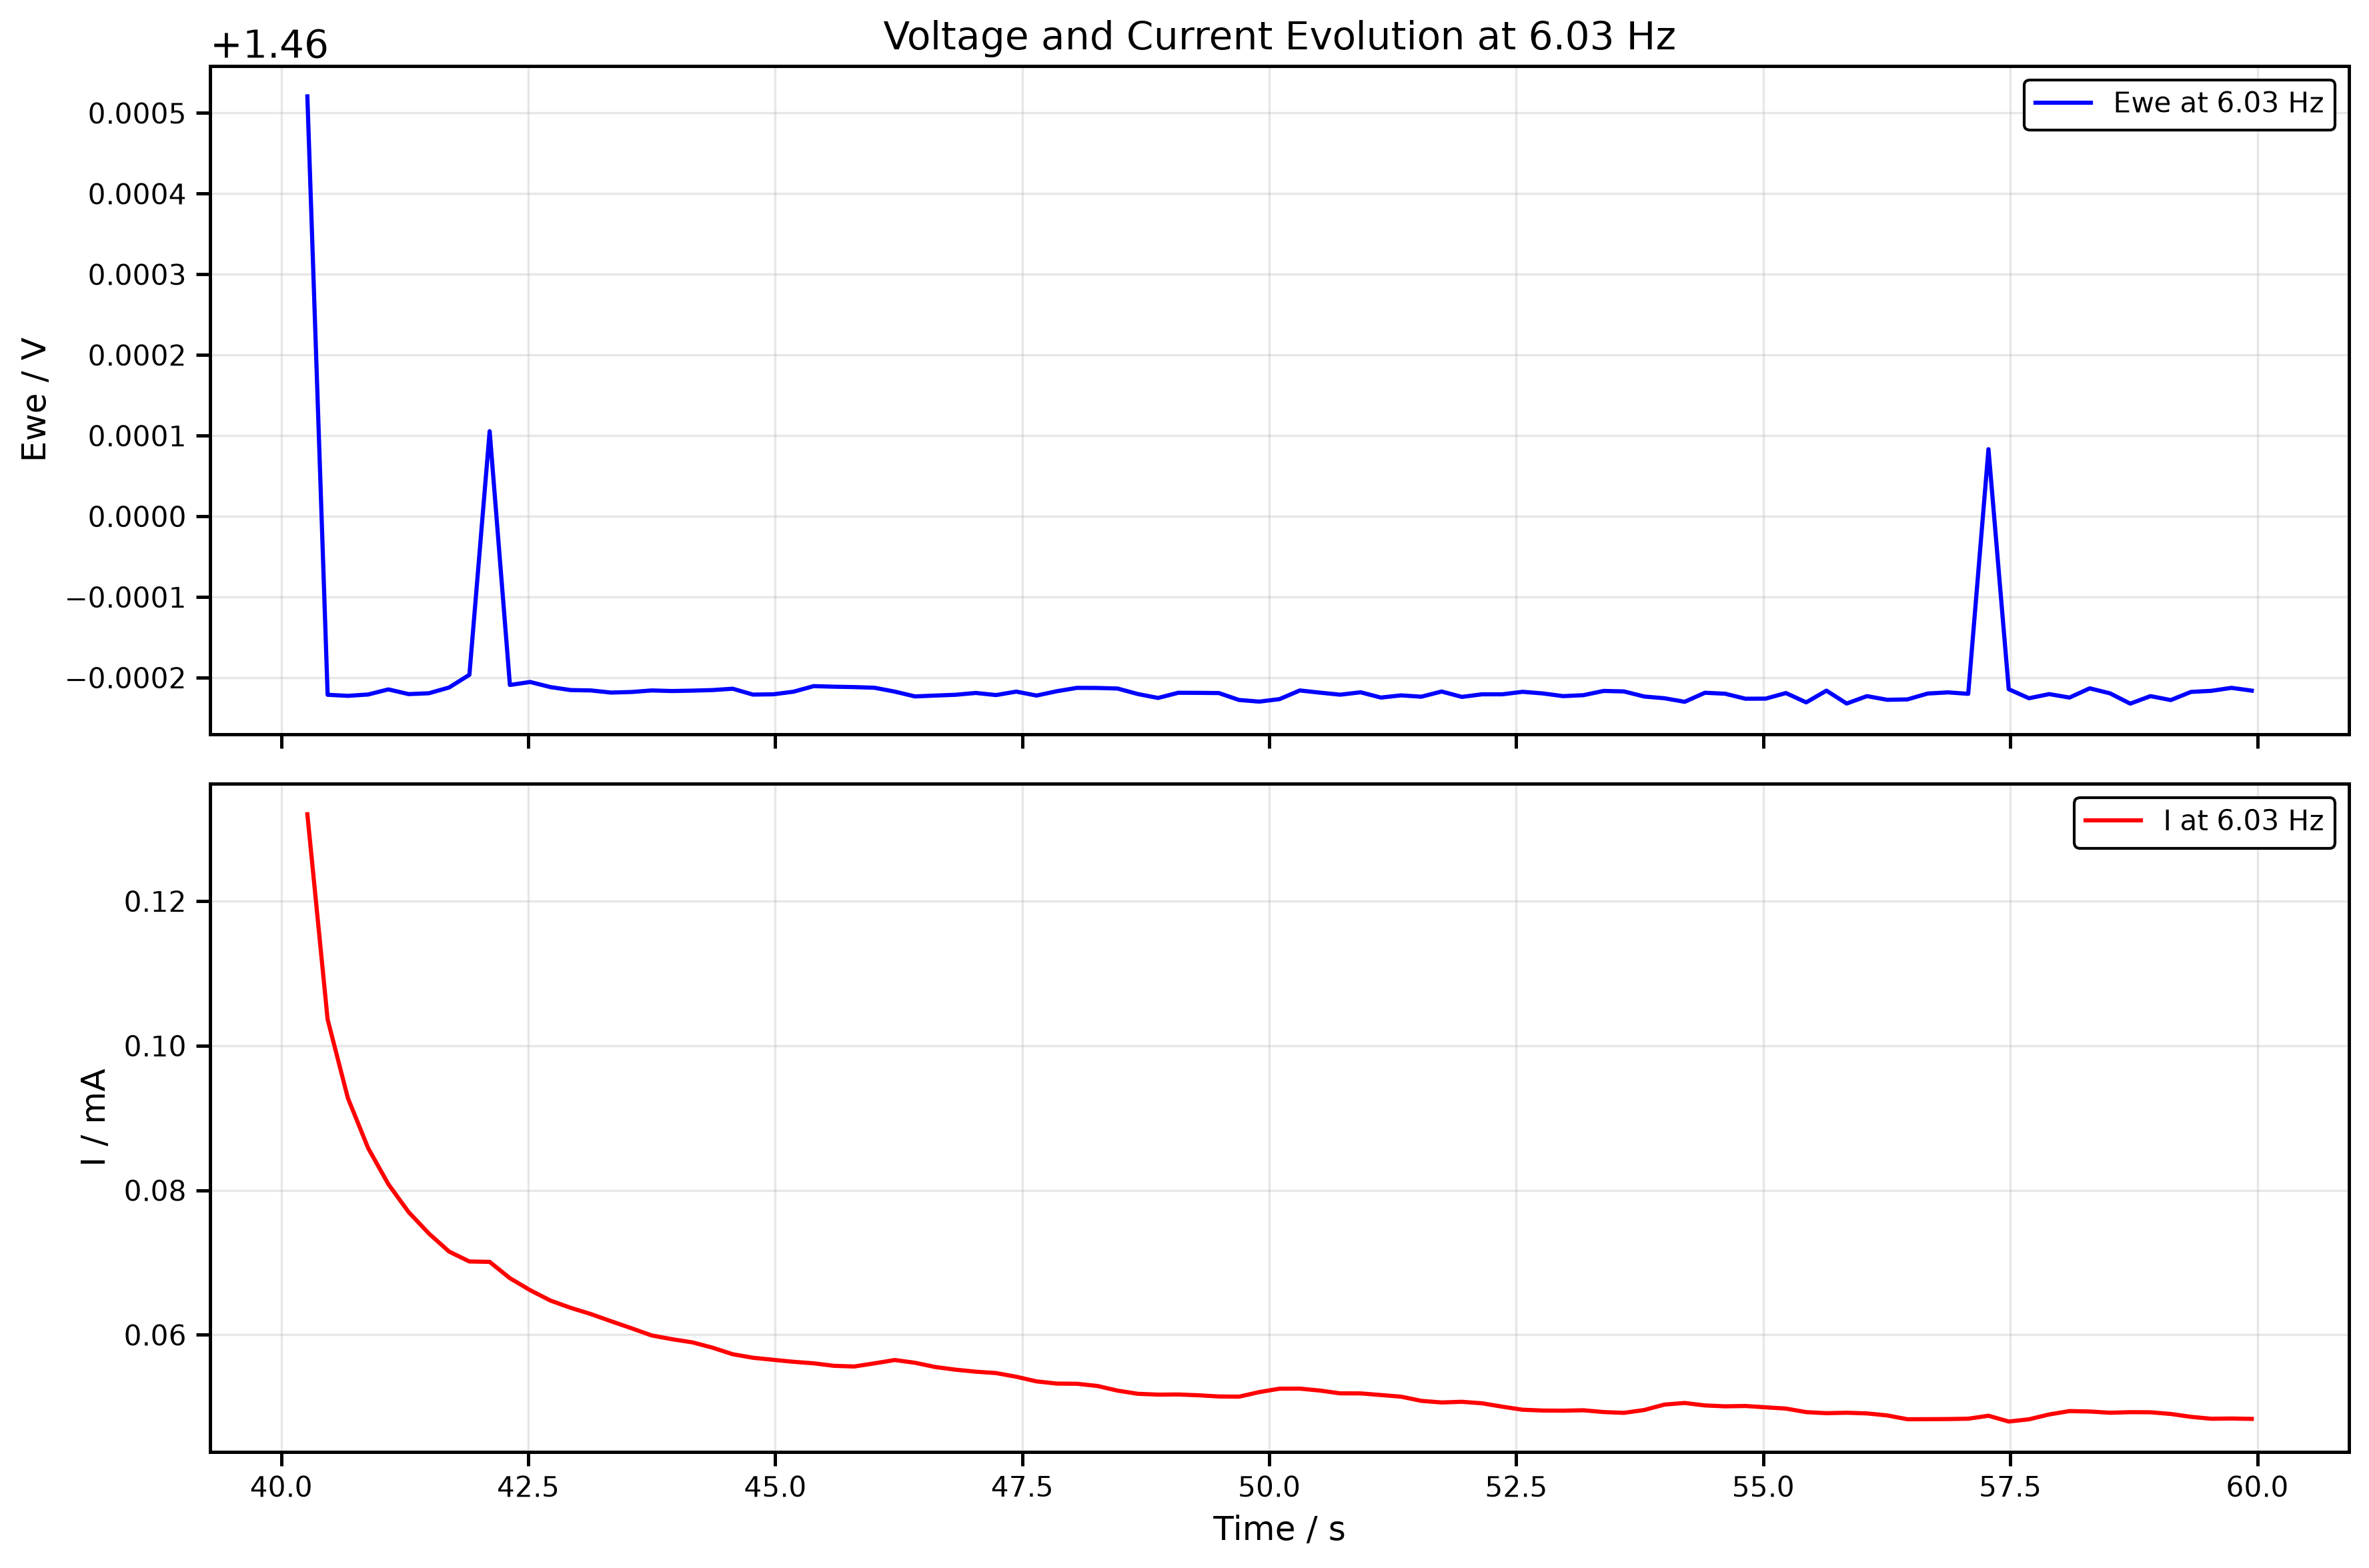 Voltage and Current Evolution at 6.03 Hz
+1.46
Ewe at 6.03 Hz
0.0005
0.0004
0.0003
0.0002
0.0001
0.0000
−0.0001
−0.0002
Ewe / V
I at 6.03 Hz
0.12
0.10
0.08
0.06
I / mA
40.0 42.5 45.0 47.5 50.0 52.5 55.0 57.5 60.0
Time / s